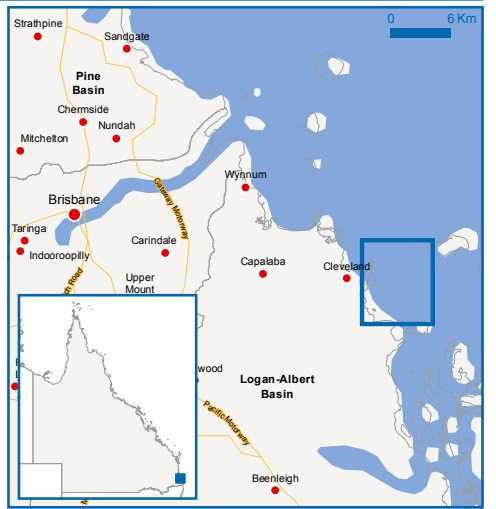 0 6 Km
Strathpine
Sandgate
Pine
Basin
Chermside
Nundah
Mitchelton
Wynnum
Brisbane
Gateway Motorway
Taringa
Carindale
Indooroopilly
Capalaba
Cleveland
Upper
Mount
Road
wood
Logan-Albert
Basin
Pacific Motorway
Beenleigh